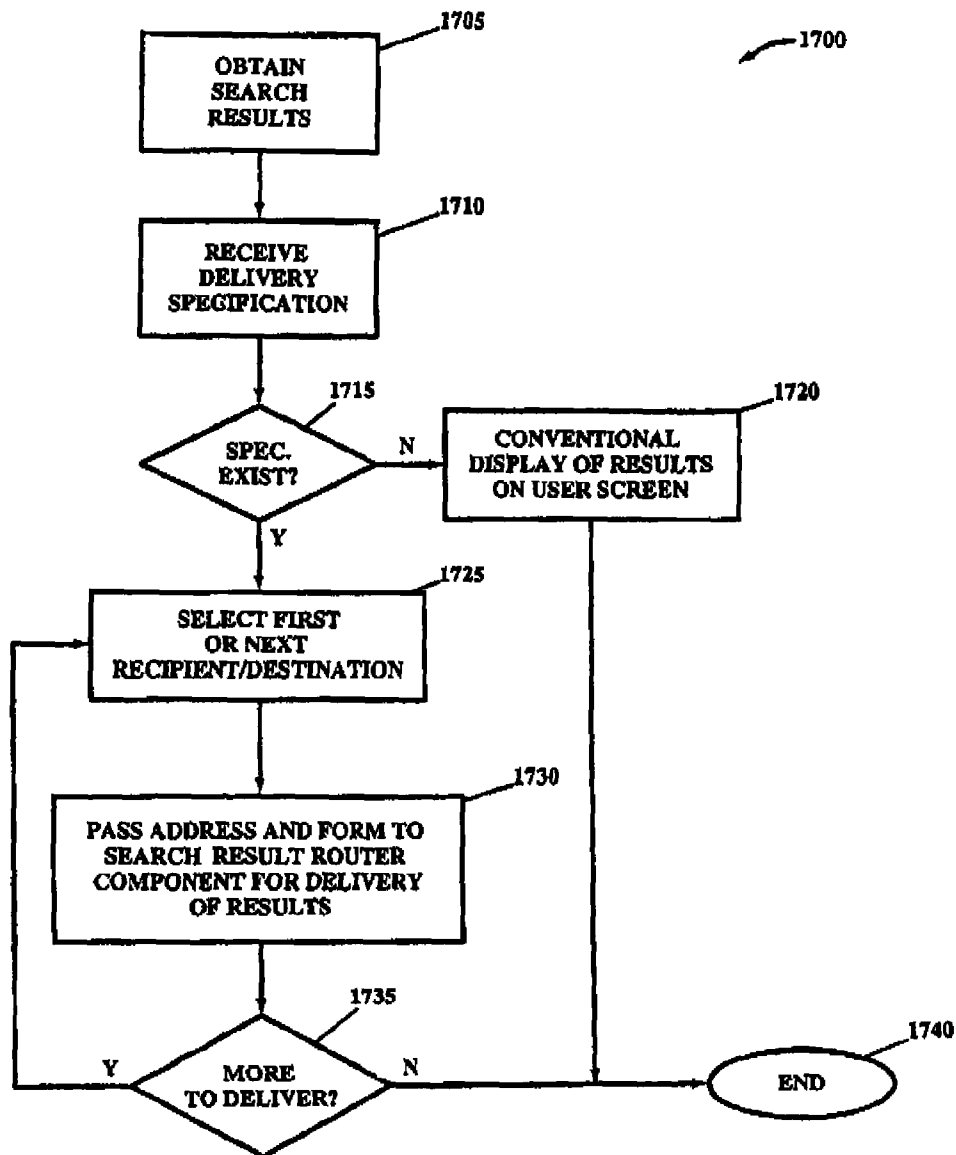 1705
1700
OBTAIN
SEARCH
RESULTS
1710
RECEIVE
DELIVERY
SPECIFICATION
1715
SPEC.
EXIST?
N
Y
1720
CONVENTIONAL
DISPLAY OF RESULTS
ON USER SCREEN
1725
SELECT FIRST
OR NEXT
RECIPIENT/DESTINATION
1730
PASS ADDRESS AND FORM TO
SEARCH RESULT ROUTER
COMPONENT FOR DELIVERY
OF RESULTS
1735
MORE
TO DELIVER?
Y
N
1740
END